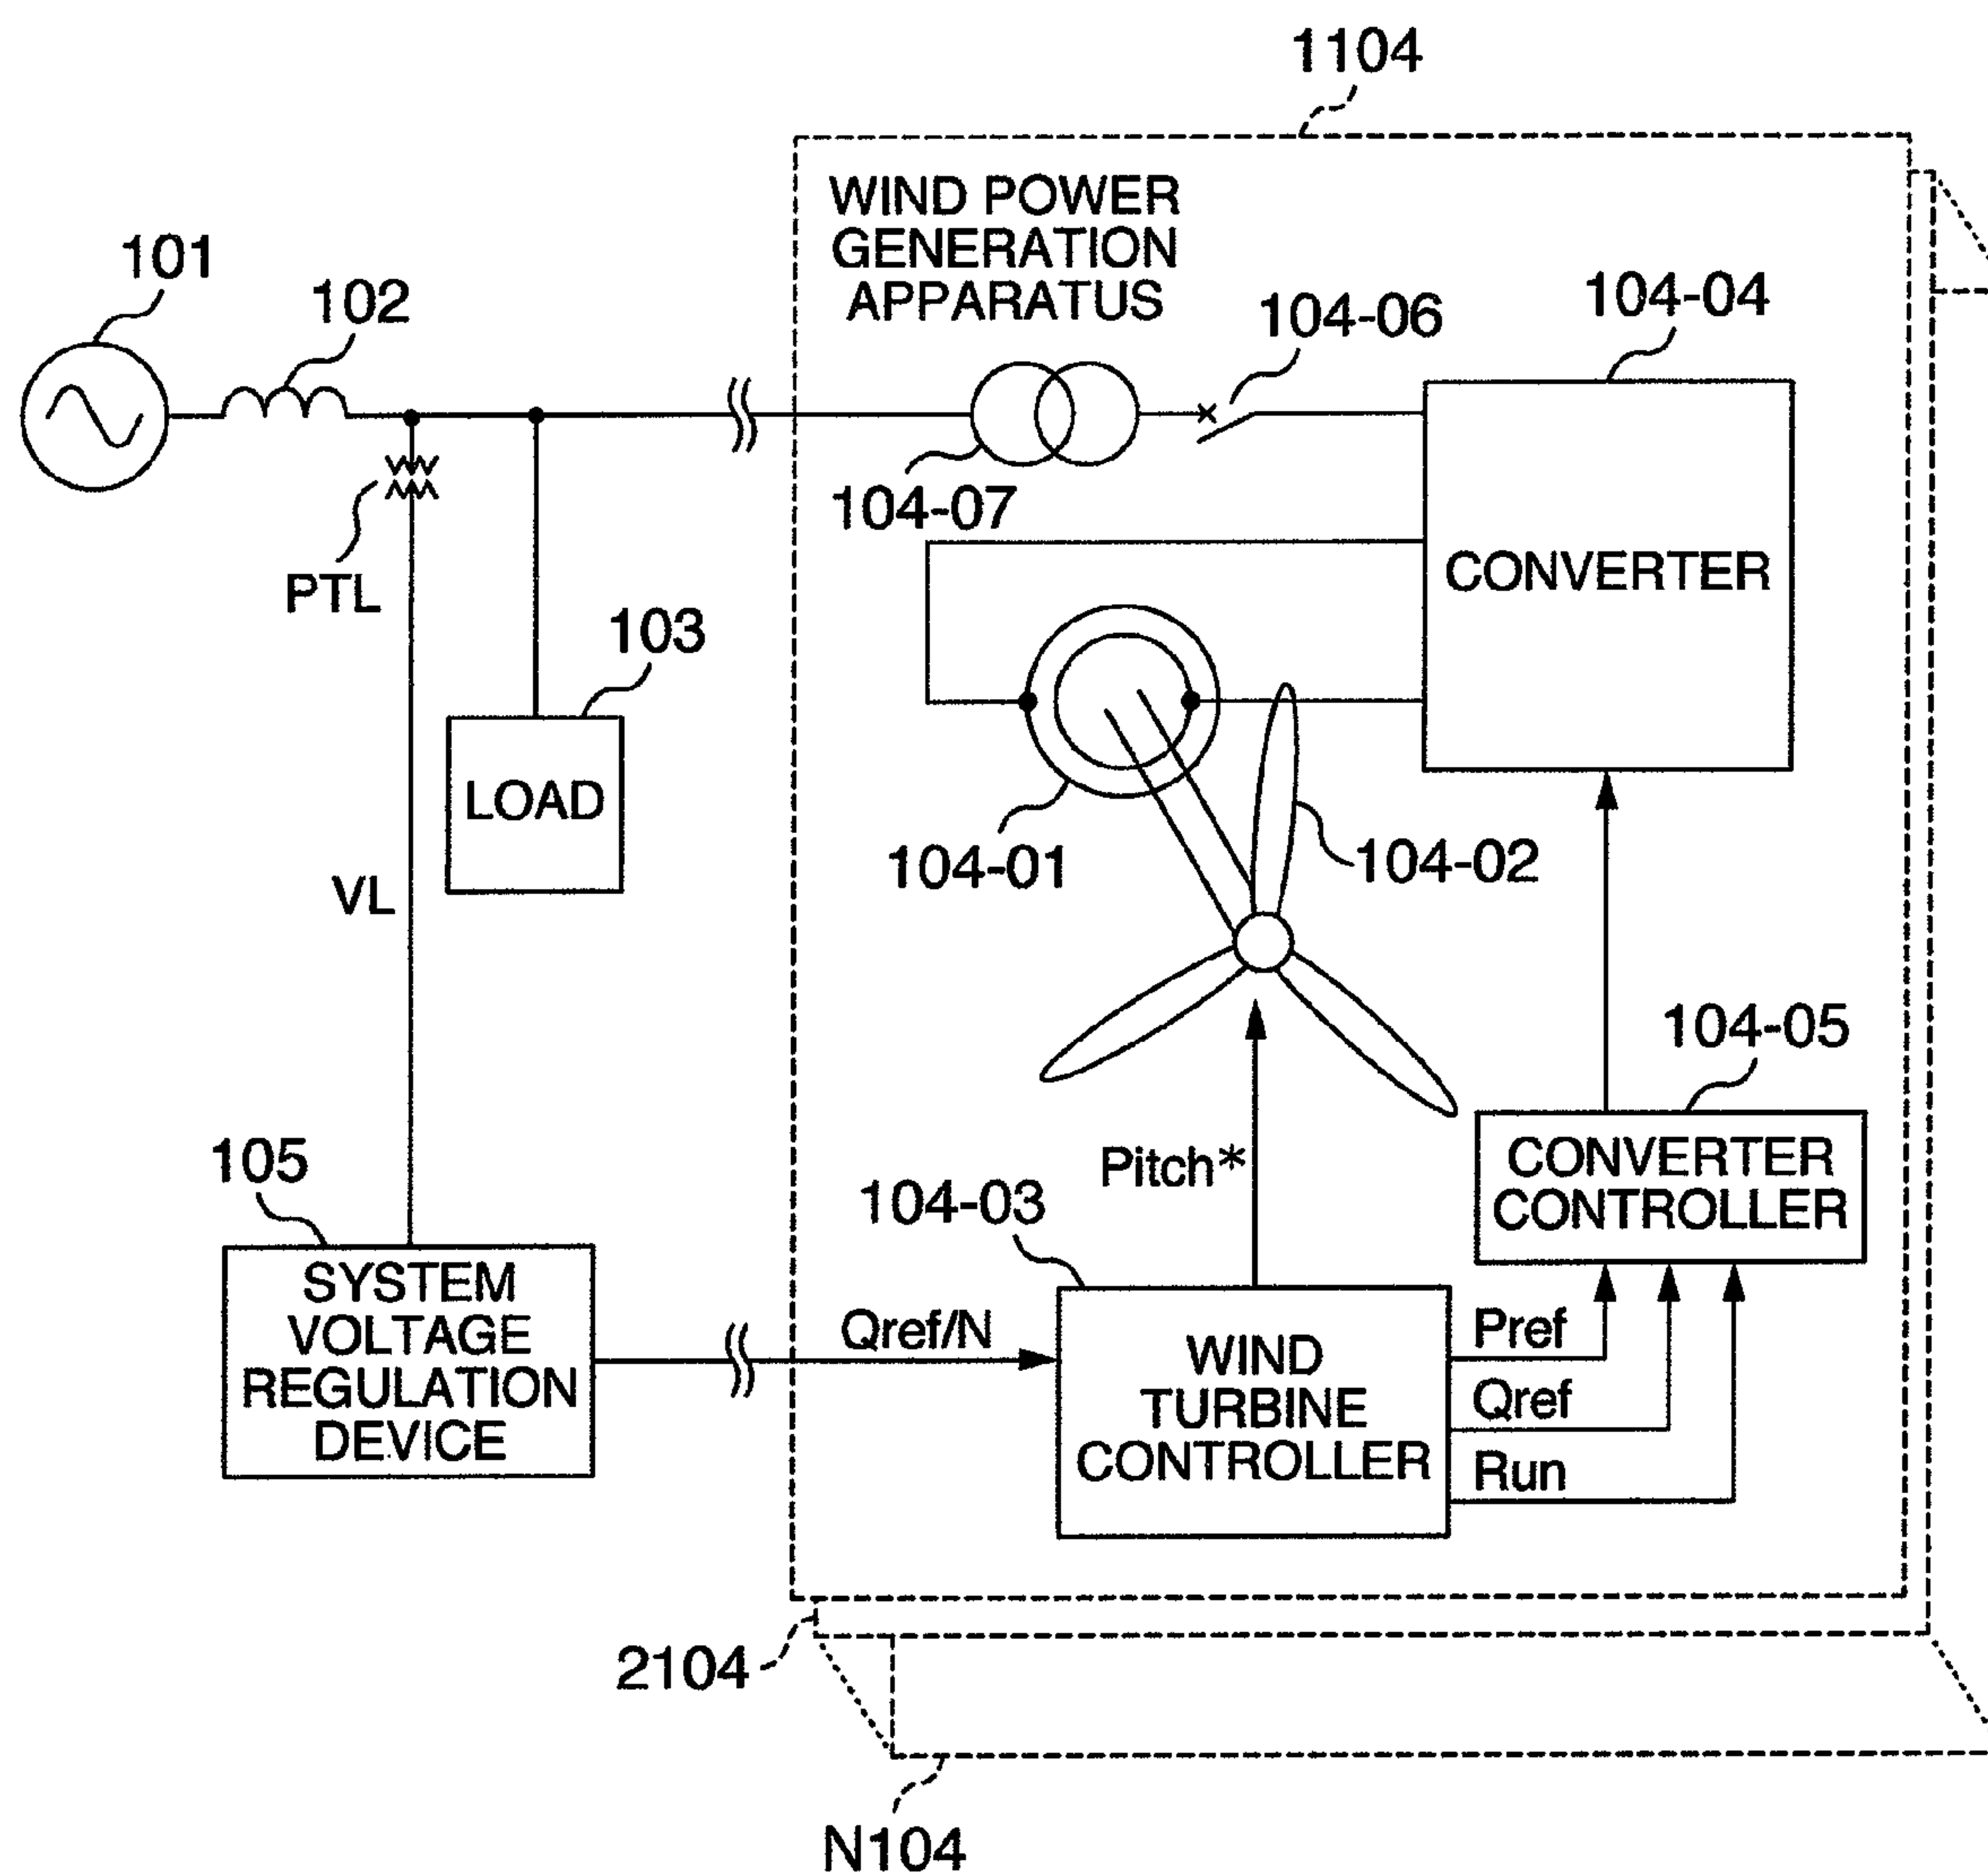 1104
WIND POWER
GENERATION
APPARATUS
101
102
104-06
104-04
104-07
CONVERTER
PTL
103
LOAD
104-01
104-02
VL
104-05
CONVERTER
CONTROLLER
Pitch*
105
104-03
SYSTEM
VOLTAGE
REGULATION
DEVICE
Qref/N
WIND
TURBINE
CONTROLLER
Pref
Qref
Run
2104
N104